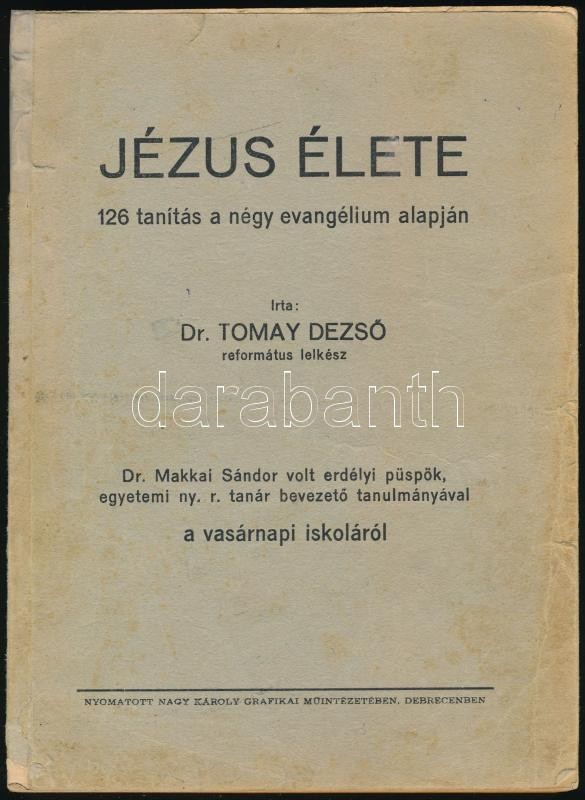 JÉZUS ÉLETE
126 tanítás a négy evangélium alapján
Irta:
Dr. TOMAY DEZSŐ
református lelkész
darabanth
Dr. Makkai Sándor volt erdélyi püspök,
egyetemi ny. r. tanár bevezető tanulmányával
a vasárnapi iskoláról
NYOMATOTT NAGY KÁROLY GRAFIKAI MŰINTÉZETÉBEN, DEBRECENBEN